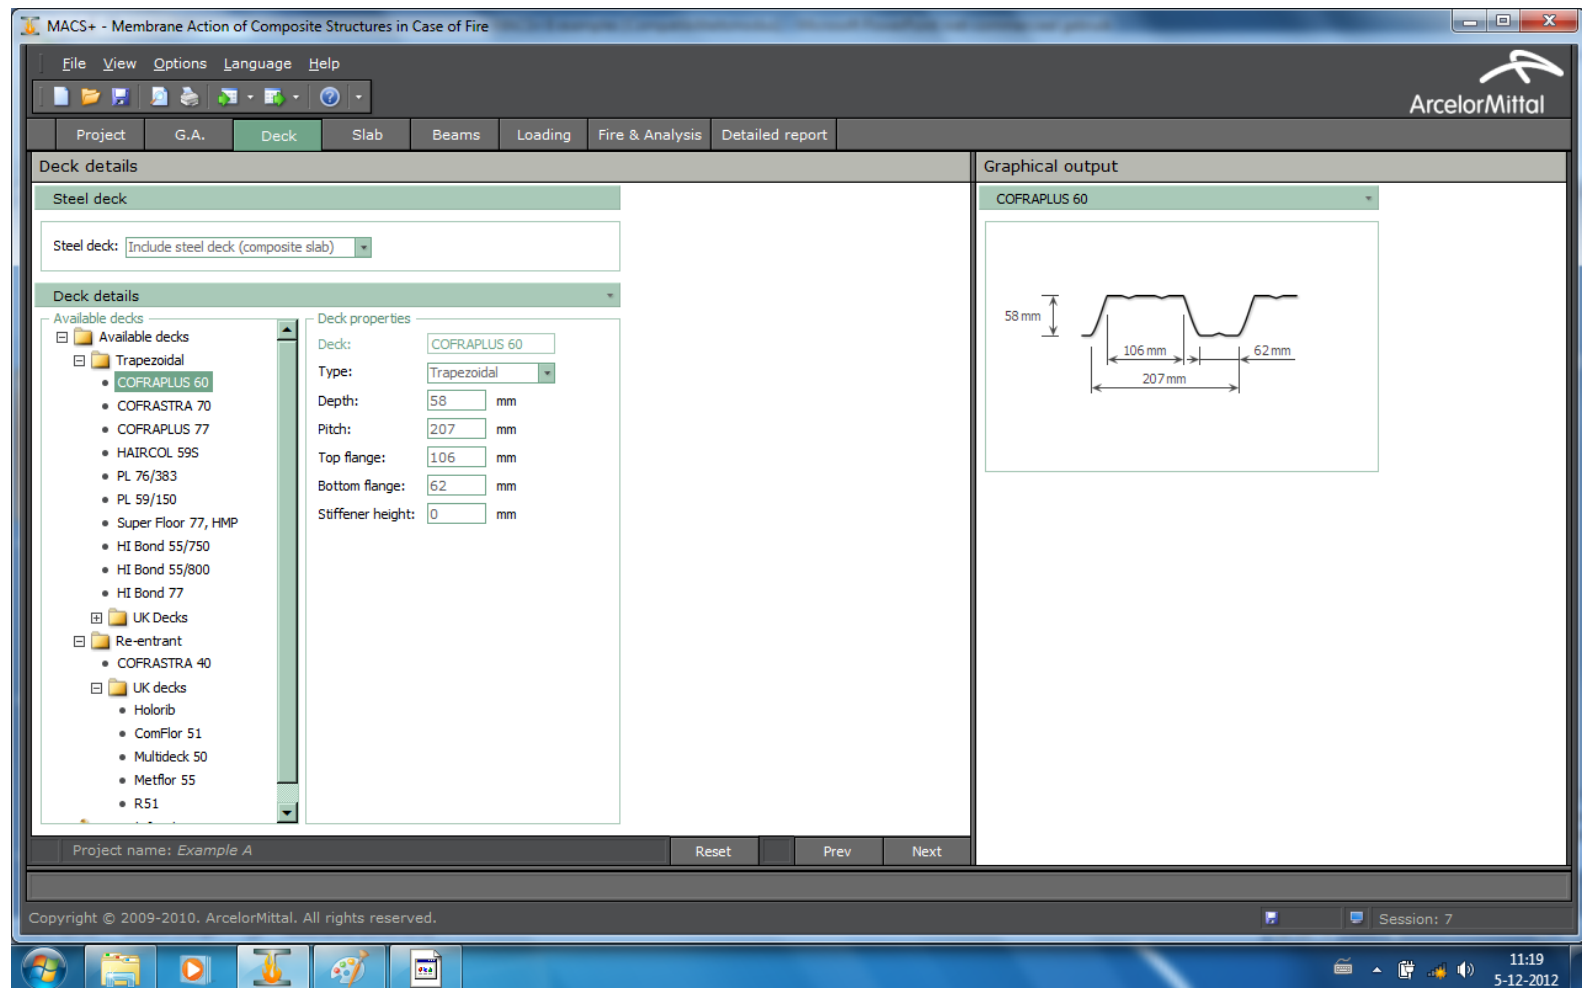 MACS+ - Membrane Action of Composite Structures in Case of Fire
File View Options Language Help
ArcelorMittal
Project G.A. Deck Slab Beams Loading Fire & Analysis Detailed report
Deck details
Graphical output
Steel deck
COFRAPLUS 60
Steel deck: Include steel deck (composite slab)
Deck details
Available decks
Available decks
Trapezoidal
COFRAPLUS 60
COFRASTRA 70
COFRAPLUS 77
HAIRCOL 59S
PL 76/383
PL 59/150
Super Floor 77, HMP
HI Bond 55/750
HI Bond 55/800
HI Bond 77
UK Decks
Re-entrant
COFRASTRA 40
UK decks
Holorib
ComFlor 51
Multideck 50
Metflor 55
R51
Deck properties
Deck: COFRAPLUS 60
Type: Trapezoidal
Depth: 58 mm
Pitch: 207 mm
Top flange: 106 mm
Bottom flange: 62 mm
Stiffener height: 0 mm
58 mm
106 mm
62 mm
207 mm
Project name: Example A
Reset Prev Next
Copyright © 2009-2010. ArcelorMittal. All rights reserved.
Session: 7
11:19
5-12-2012